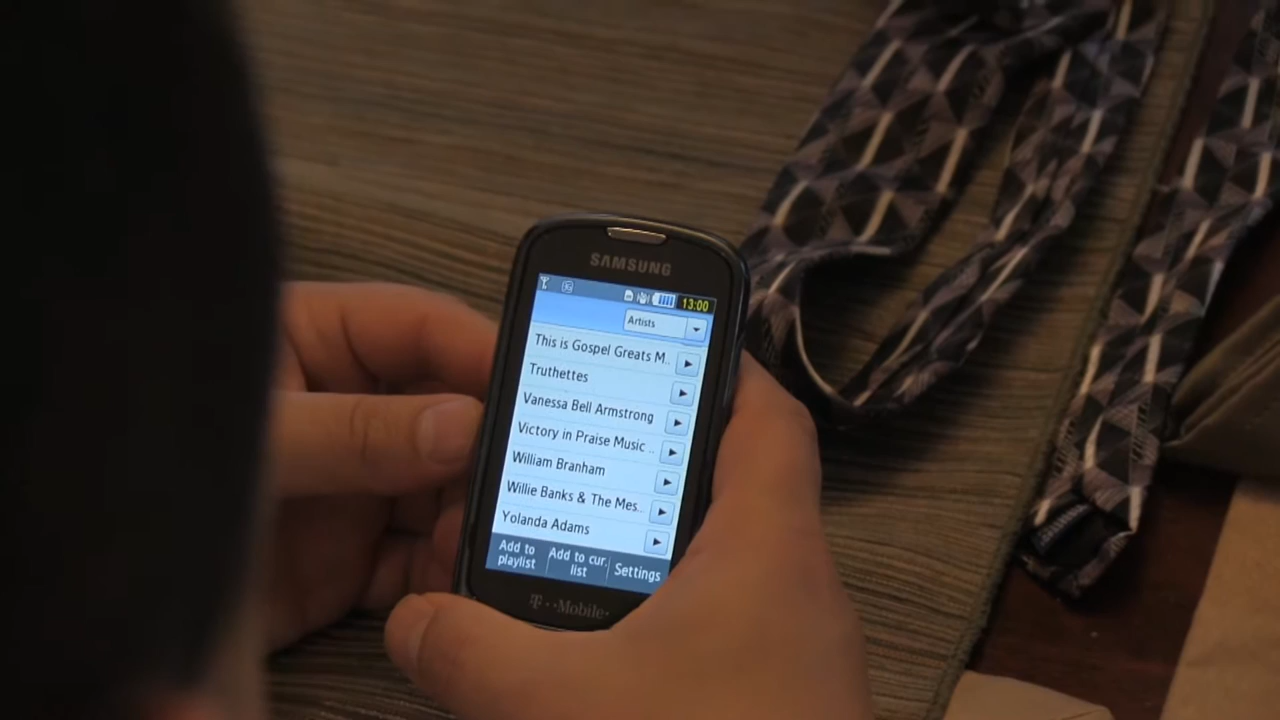 SAMSUNG
13:00
Artists
This is Gospel Greats M..
Truthettes
Vanessa Bell Armstrong
Victory in Praise Music ..
William Branham
Willie Banks & The Mes..
Yolanda Adams
Add to
playlist
Add to cur.
list
Settings
T··Mobile·